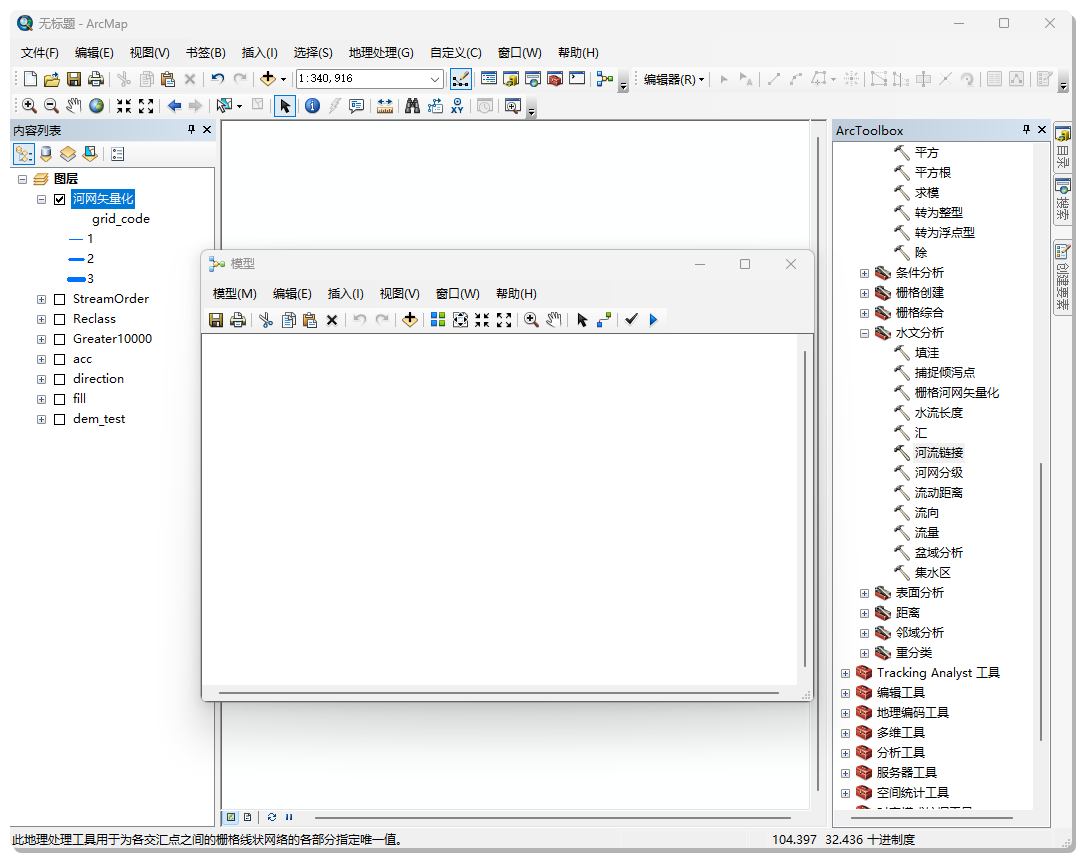 无标题 - ArcMap
文件(F) 编辑(E) 视图(V) 书签(B) 插入(I) 选择(S) 地理处理(G) 自定义(C) 窗口(W) 帮助(H)
1:340,916
编辑器(R)
内容列表
图层
河网矢量化
grid_code
1
2
3
StreamOrder
Reclass
Greater10000
acc
direction
fill
dem_test
模型
模型(M) 编辑(E) 插入(I) 视图(V) 窗口(W) 帮助(H)
ArcToolbox
平方
平方根
求模
转为整型
转为浮点型
除
条件分析
栅格创建
栅格综合
水文分析
填洼
捕捉倾泻点
栅格河网矢量化
水流长度
汇
河流链接
河网分级
流动距离
流向
流量
盆域分析
集水区
表面分析
距离
邻域分析
重分类
Tracking Analyst 工具
编辑工具
地理编码工具
多维工具
分析工具
服务器工具
空间统计工具
目录
搜索
创建要素
此地理处理工具用于为各交汇点之间的栅格线状网络的各部分指定唯一值。
104.397 32.436 十进制度